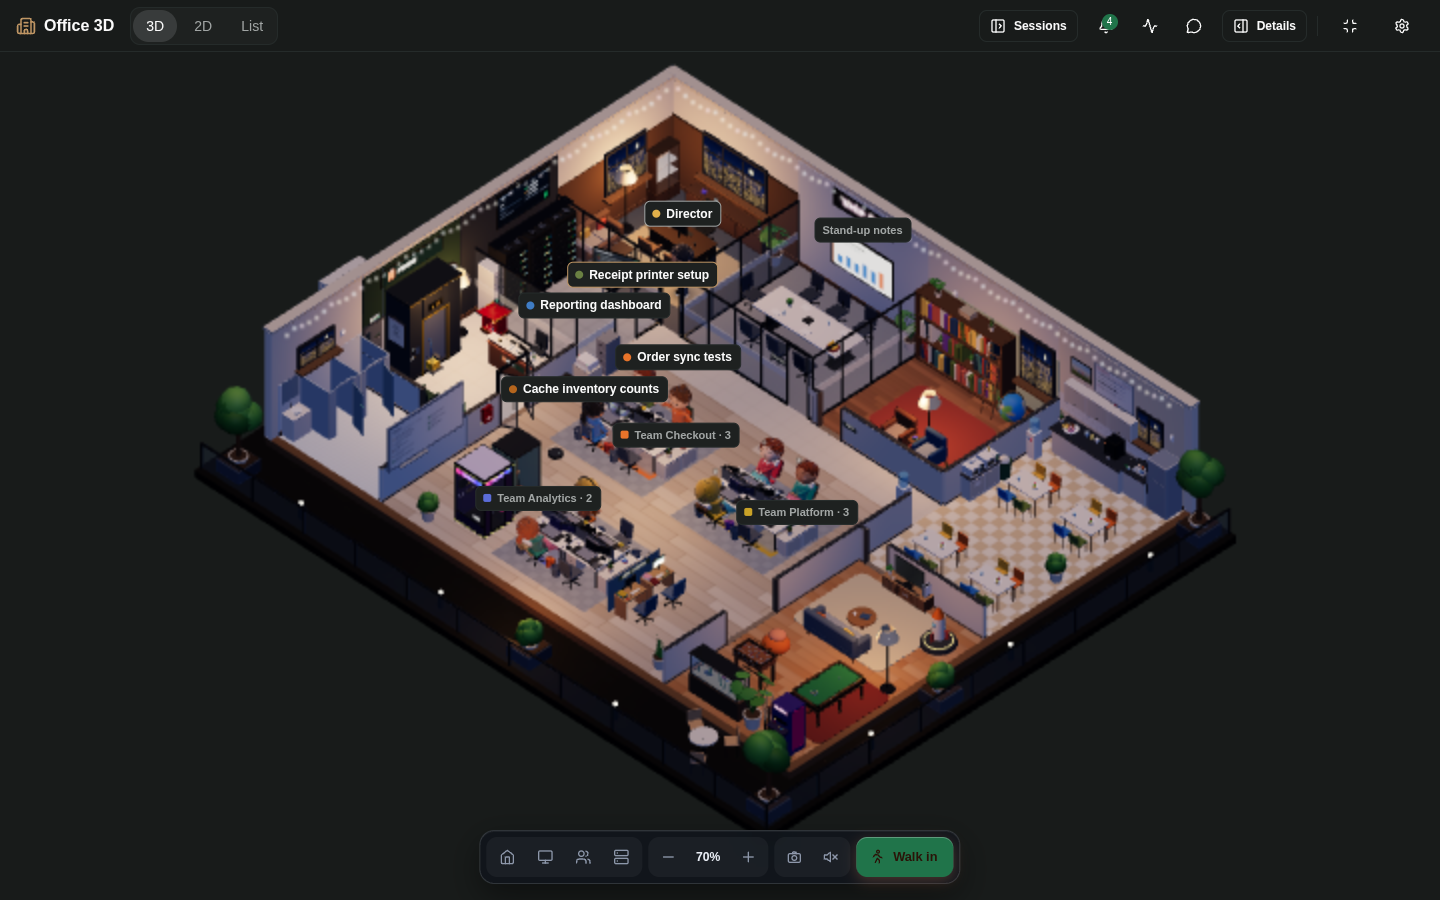 Office 3D
3D
2D
List
Sessions
4
Details
Director
Stand-up notes
Receipt printer setup
Reporting dashboard
Order sync tests
Cache inventory counts
Team Checkout · 3
Team Analytics · 2
Team Platform · 3
70%
Walk in